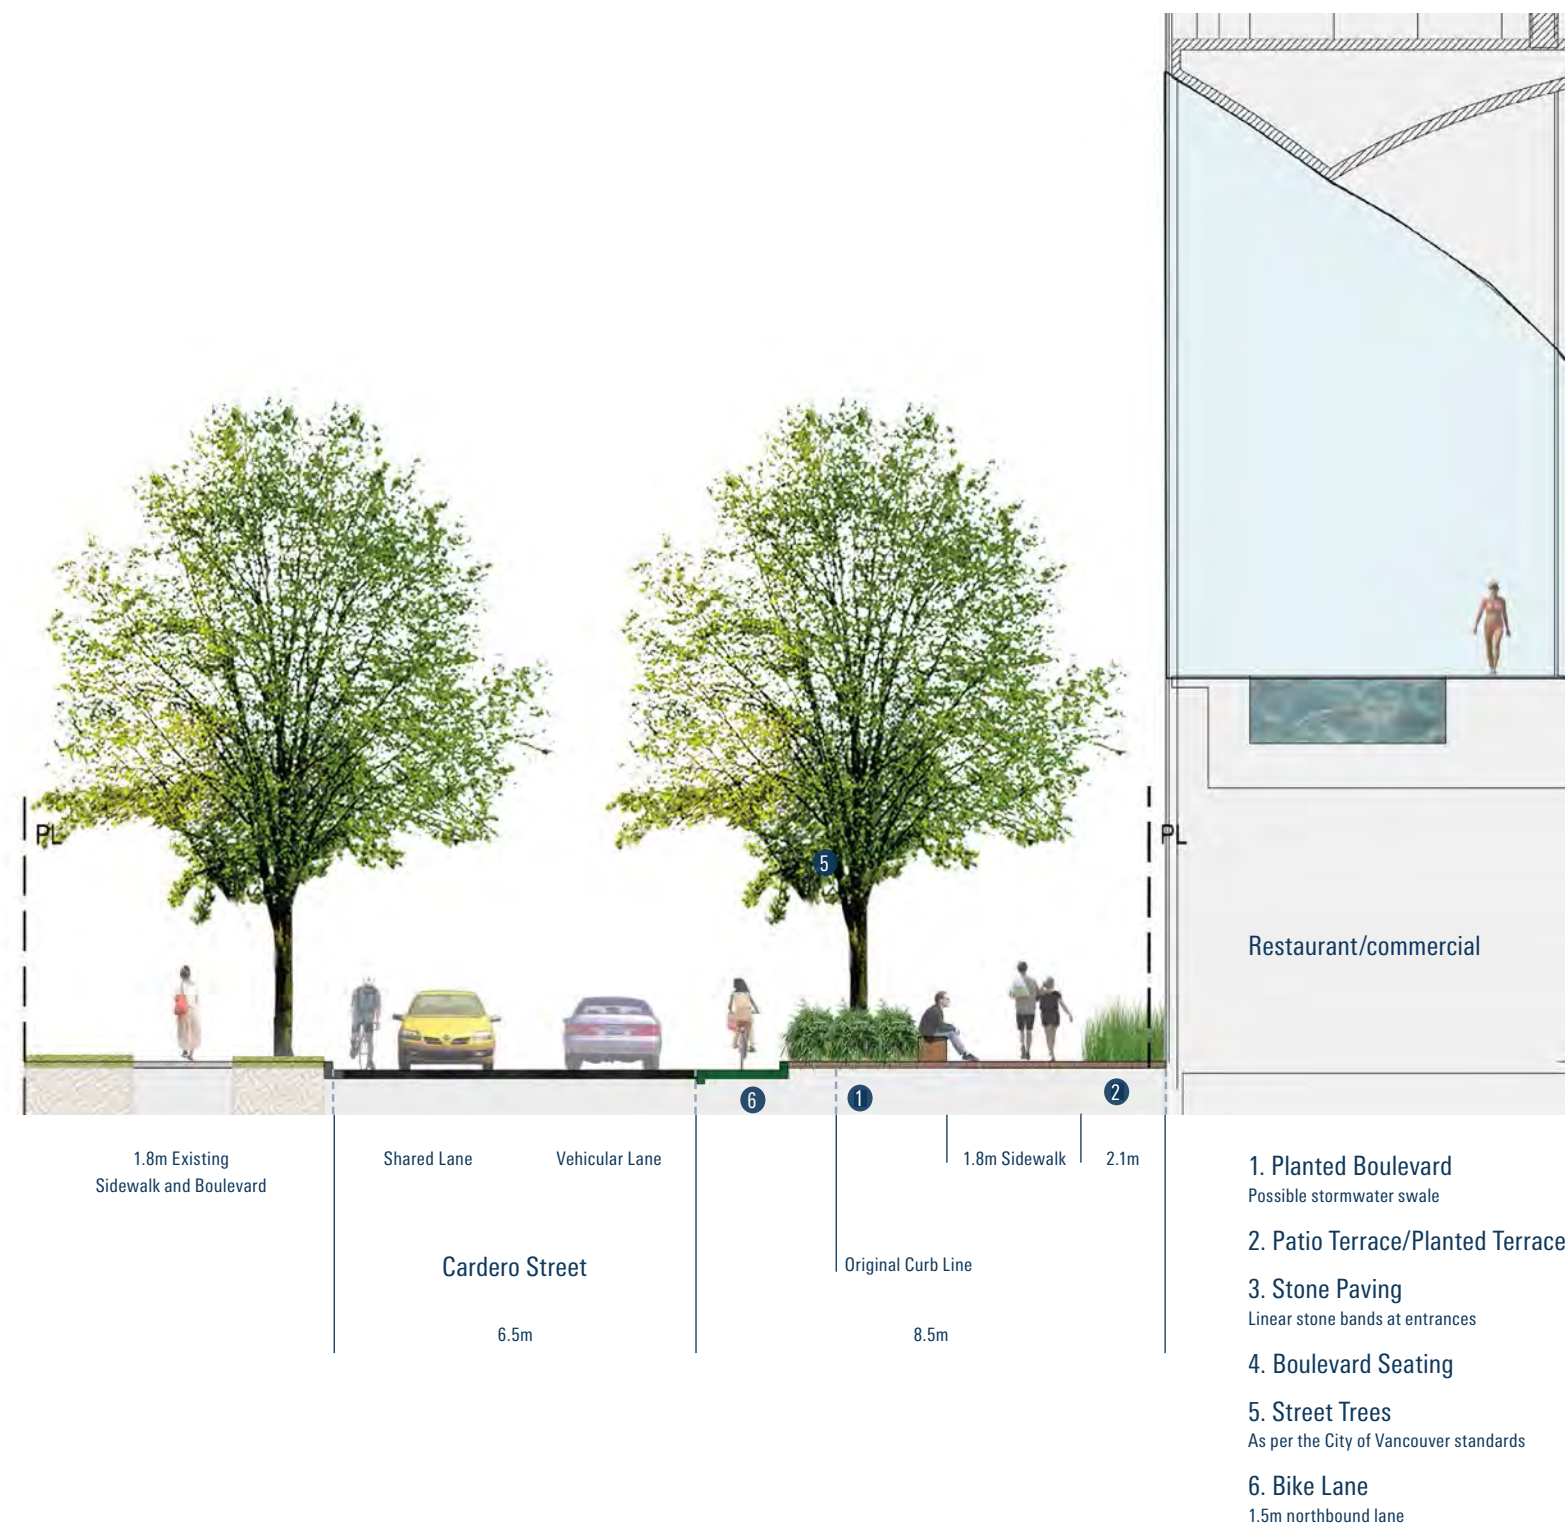 PL
PL
5
Restaurant/commercial
6
1
2
1.8m Existing
Sidewalk and Boulevard
Shared Lane
Vehicular Lane
1.8m Sidewalk
2.1m
Cardero Street
Original Curb Line
6.5m
8.5m
1. Planted Boulevard
Possible stormwater swale
2. Patio Terrace/Planted Terrace
3. Stone Paving
Linear stone bands at entrances
4. Boulevard Seating
5. Street Trees
As per the City of Vancouver standards
6. Bike Lane
1.5m northbound lane